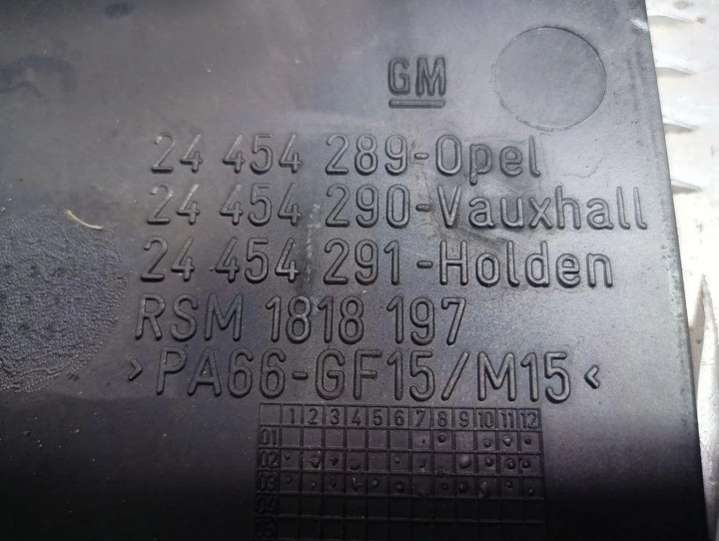 GM
24 454 289-Opel
24 454 290-Vauxhall
24 454 291-Holden
RSM 1818 197
>PA66-GF15/M15<
1 2 3 4 5 6 7 8 9 10 11 12
01
02
03